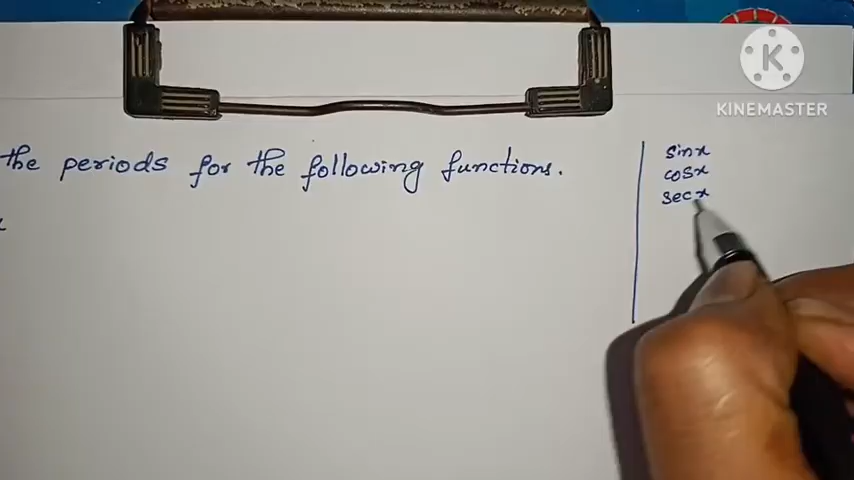 KINEMASTER
the periods for the following functions.
sinx
cosx
secx